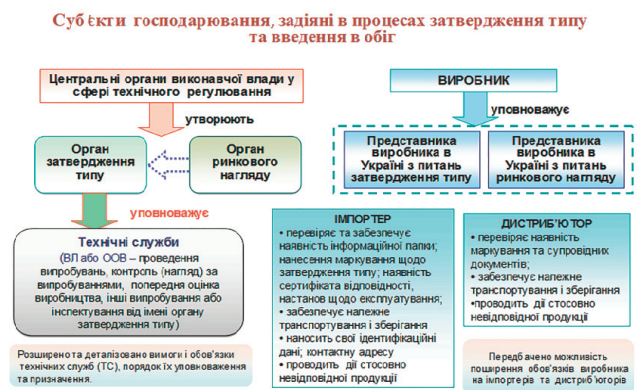 Суб'єкти господарювання, задіяні в процесах затвердження типу
та введення в обіг
Центральні органи виконавчої влади у
сфері технічного регулювання
утворюють
Орган
затвердження
типу
Орган
ринкового
нагляду
уповноважує
Технічні служби
(ВЛ або ООВ – проведення
випробувань, контроль (нагляд) за
випробуваннями, попередня оцінка
виробництва, інші випробування або
інспектування від імені органу
затвердження типу)
Розширено та деталізовано вимоги і обов'язки
технічних служб (ТС), порядок їх уповноваження
та призначення.
ВИРОБНИК
уповноважує
Представника
виробника в
Україні з питань
затвердження типу
Представника
виробника в
Україні з питань
ринкового нагляду
ІМПОРТЕР
• перевіряє та забезпечує
наявність інформаційної папки;
нанесення маркування щодо
затвердження типу; наявність
сертифіката відповідності,
настанов щодо експлуатування;
• забезпечує належне
транспортування і зберігання
• наносить свої ідентифікаційні
дані; контактну адресу
• проводить дії стосовно
невідповідної продукції
ДИСТРИБ'ЮТОР
• перевіряє наявність
маркування та супровідних
документів;
• забезпечує належне
транспортування і зберігання
•проводить дії стосовно
невідповідної продукції
Передбачено можливість
поширення обов'язків виробника
на імпортерів та дистриб'юторів